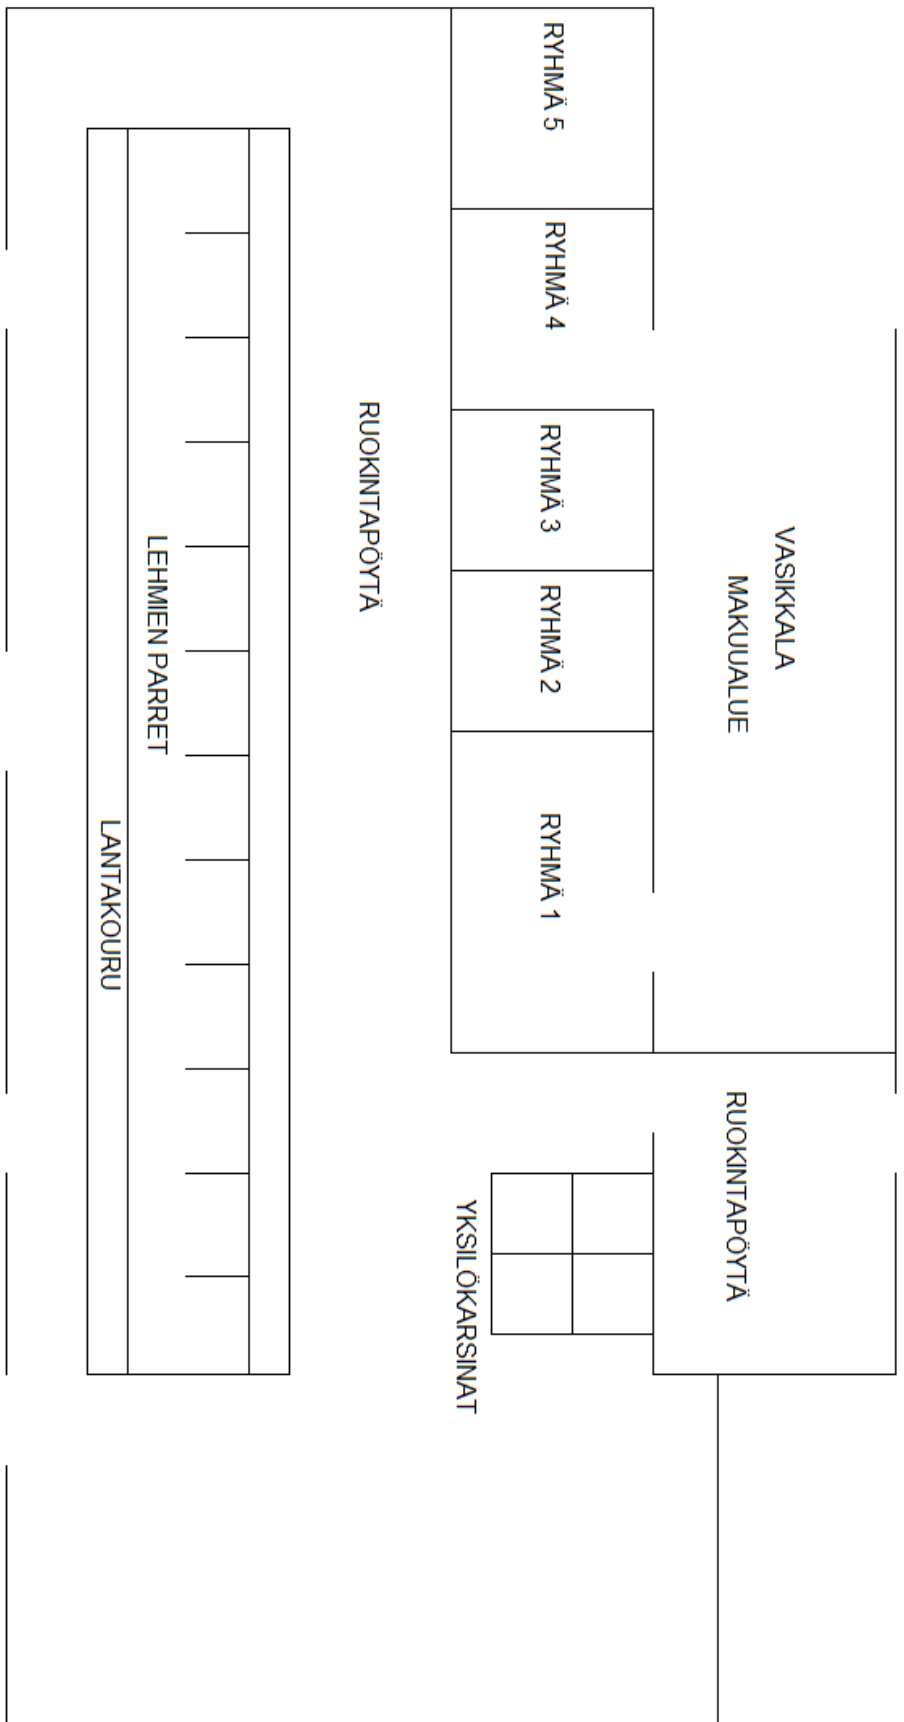 VASIKKALA
MAKUUALUE
RUOKINTAPÖYTÄ
RYHMÄ 5
RYHMÄ 4
RYHMÄ 3
RYHMÄ 2
RYHMÄ 1
YKSILÖKARSINAT
RUOKINTAPÖYTÄ
LEHMIEN PARRET
LANTAKOURU